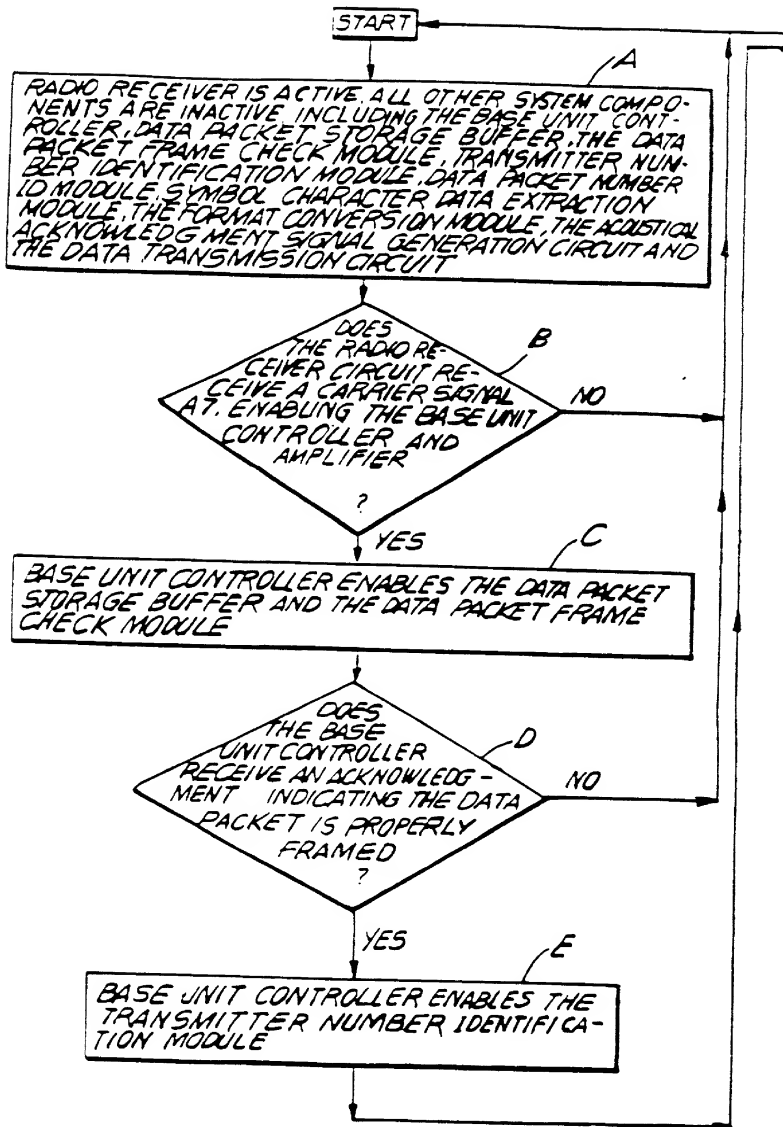 START
A
RADIO RECEIVER IS ACTIVE, ALL OTHER SYSTEM COMPO-
NENTS ARE INACTIVE INCLUDING THE BASE UNIT CONT-
ROLLER, DATA PACKET STORAGE BUFFER, THE DATA
PACKET FRAME CHECK MODULE, TRANSMITTER NUM-
BER IDENTIFICATION MODULE, DATA PACKET NUMBER
ID MODULE, SYMBOL CHARACTER DATA EXTRACTION
MODULE, THE FORMAT CONVERSION MODULE, THE ACOUSTICAL
ACKNOWLEDGMENT SIGNAL GENERATION CIRCUIT AND
THE DATA TRANSMISSION CIRCUIT
B
DOES
THE RADIO RE-
CEIVER CIRCUIT RE-
CEIVE A CARRIER SIGNAL
A7. ENABLING THE BASE UNIT
CONTROLLER AND
AMPLIFIER
?
NO
YES
C
BASE UNIT CONTROLLER ENABLES THE DATA PACKET
STORAGE BUFFER AND THE DATA PACKET FRAME
CHECK MODULE
D
DOES
THE BASE
UNIT CONTROLLER
RECEIVE AN ACKNOWLEDG-
MENT INDICATING THE DATA
PACKET IS PROPERLY
FRAMED
?
NO
YES
E
BASE UNIT CONTROLLER ENABLES THE
TRANSMITTER NUMBER IDENTIFICA-
TION MODULE